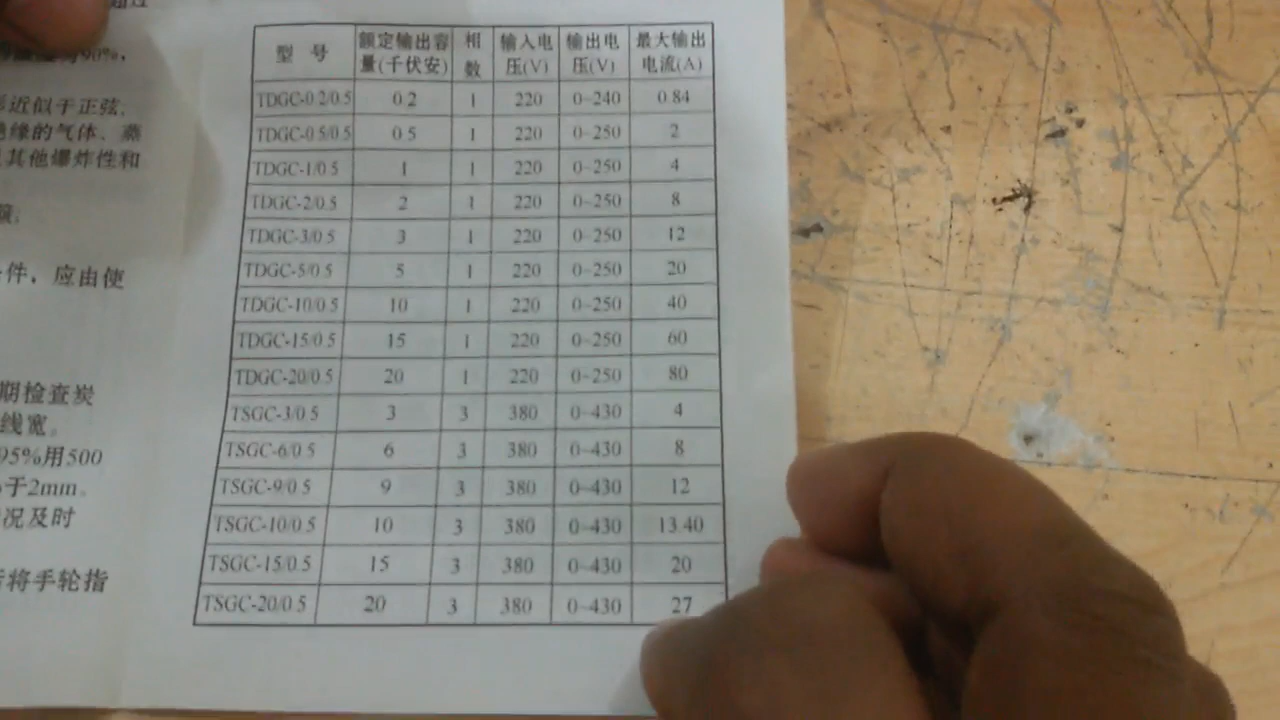 90%，
近似于正弦，
绝缘的气体、蒸
其他爆炸性和
件，应由使
期检查炭
线宽。
95%用500
于2mm。
况及时
将手轮指
型 号 额定输出容量(千伏安) 相数 输入电压(V) 输出电压(V) 最大输出电流(A)
TDGC-0.2/0.5 0.2 1 220 0~240 0.84
TDGC-0.5/0.5 0.5 1 220 0~250 2
TDGC-1/0.5 1 1 220 0~250 4
TDGC-2/0.5 2 1 220 0~250 8
TDGC-3/0.5 3 1 220 0~250 12
TDGC-5/0.5 5 1 220 0~250 20
TDGC-10/0.5 10 1 220 0~250 40
TDGC-15/0.5 15 1 220 0~250 60
TDGC-20/0.5 20 1 220 0~250 80
TSGC-3/0.5 3 3 380 0~430 4
TSGC-6/0.5 6 3 380 0~430 8
TSGC-9/0.5 9 3 380 0~430 12
TSGC-10/0.5 10 3 380 0~430 13.40
TSGC-15/0.5 15 3 380 0~430 20
TSGC-20/0.5 20 3 380 0~430 27